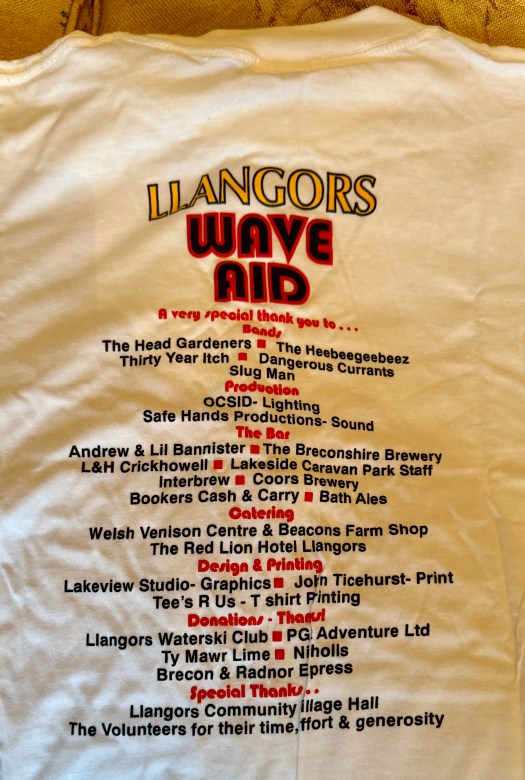 LLANGORS
WAVE
AID
A very special thank you to . . .
Bands
The Head Gardeners ■ The Heebeegeebeez
Thirty Year Itch ■ Dangerous Currants
Slug Man
Production
OCSID- Lighting
Safe Hands Productions- Sound
The Bar
Andrew & Lil Bannister ■ The Breconshire Brewery
L&H Crickhowell ■ Lakeside Caravan Park Staff
Interbrew ■ Coors Brewery
Bookers Cash & Carry ■ Bath Ales
Catering
Welsh Venison Centre & Beacons Farm Shop
The Red Lion Hotel Llangors
Design & Printing
Lakeview Studio- Graphics ■ John Ticehurst- Print
Tee's R Us - T shirt Printing
Donations - Thanks!
Llangors Waterski Club ■ PGL Adventure Ltd
Ty Mawr Lime ■ Nicholls
Brecon & Radnor Express
Special Thanks . .
Llangors Community Village Hall
The Volunteers for their time, effort & generosity